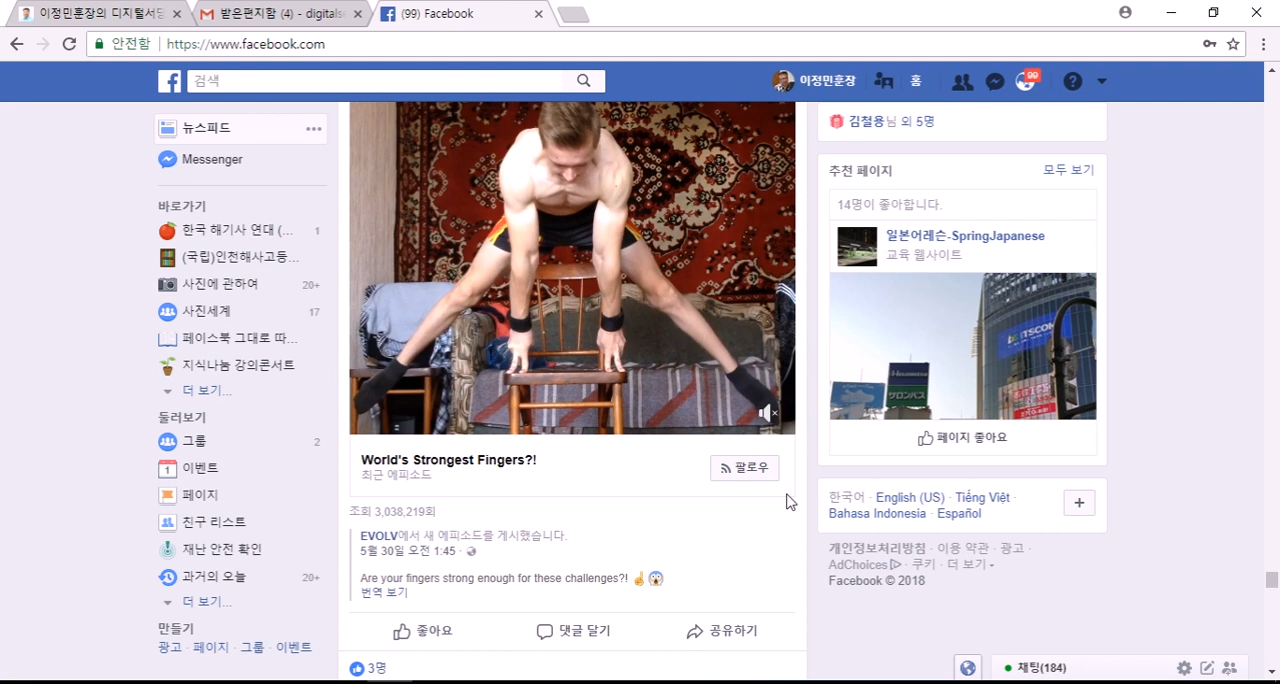 이정민훈장의 디지털서당
받은편지함 (4) - digitalse
(99) Facebook
안전함 https://www.facebook.com
검색
이정민훈장 홈 99
뉴스피드
Messenger
바로가기
한국 해기사 연대 (... 1
(국립)인천해사고등...
사진에 관하여 20+
사진세계 17
페이스북 그대로 따...
지식나눔 강의콘서트
더 보기...
둘러보기
그룹 2
1 이벤트
페이지
친구 리스트
재난 안전 확인
과거의 오늘 20+
더 보기...
만들기
광고 · 페이지 · 그룹 · 이벤트
World's Strongest Fingers?!
최근 에피소드
팔로우
조회 3,038,219회
EVOLV에서 새 에피소드를 게시했습니다.
5월 30일 오전 1:45 ·
Are your fingers strong enough for these challenges?! ☝😱
번역 보기
좋아요 댓글 달기 공유하기
3명
김철용님 외 5명
추천 페이지 모두 보기
14명이 좋아합니다.
일본어레슨-SpringJapanese
교육 웹사이트
페이지 좋아요
한국어 · English (US) · Tiếng Việt ·
Bahasa Indonesia · Español
개인정보처리방침 · 이용 약관 · 광고 ·
AdChoices · 쿠키 · 더 보기
Facebook © 2018
채팅(184)